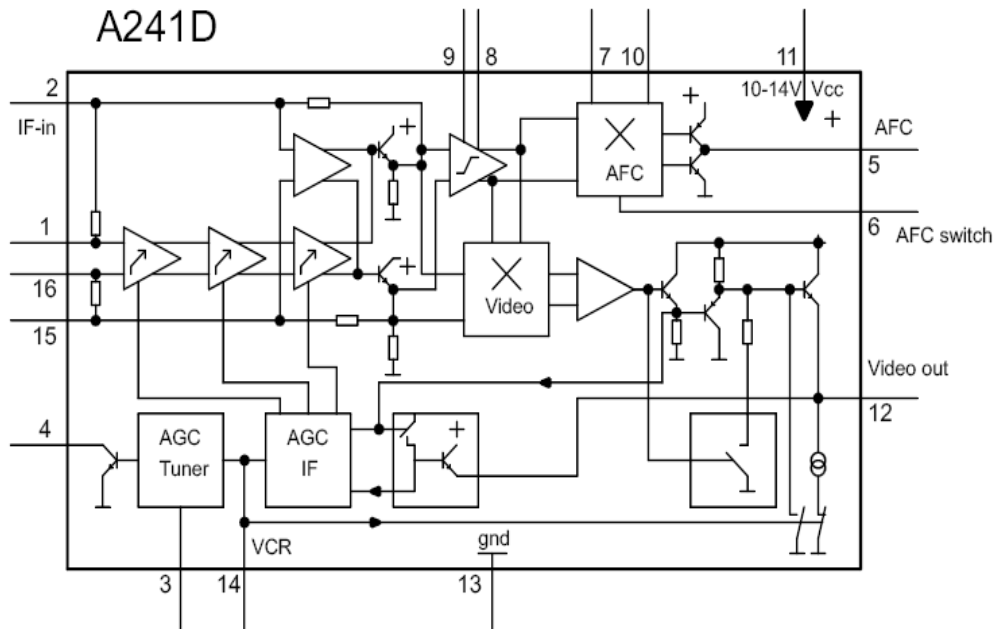 A241D
9 8 7 10 11
2
10-14V Vcc
+
IF-in
+
+
AFC
AFC
5
1
6
AFC switch
+
16
Video
15
Video out
12
4
AGC
Tuner
AGC
IF
+
VCR
gnd
3 14 13